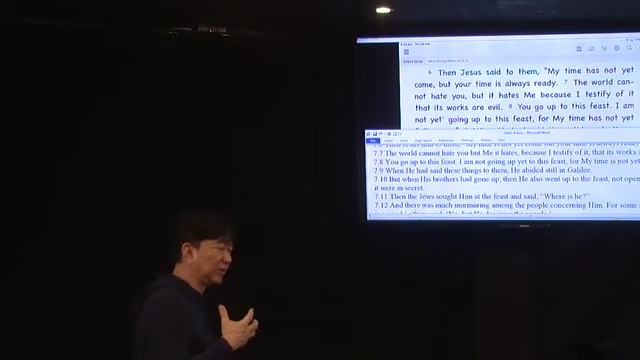 6 Then Jesus said to them, "My time has not yet
come, but your time is always ready. 7 The world can-
not hate you, but it hates Me because I testify of it
that its works are evil. 8 You go up to this feast. I am
not yet going up to this feast, for My time has not yet
7.7 The world cannot hate you but Me it hates, because I testify of it, that its works a
7.8 You go up to this feast. I am not going up yet to this feast, for My time is not yet
7.9 When He had said these things to them, He abided still in Galilee.
7.10 But when His brothers had gone up, then He also went up to the feast, not open
it were in secret.
7.11 Then the Jews sought Him at the feast and said, "Where is he?"
7.12 And there was much murmuring among the people concerning Him. For some s